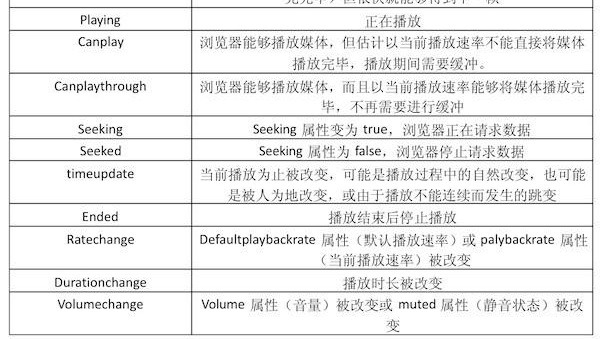 Playing 正在播放
Canplay 浏览器能够播放媒体，但估计以当前播放速率不能直接将媒体
播放完毕，播放期间需要缓冲。
Canplaythrough 浏览器能够播放媒体，而且以当前播放速率能够将媒体播放完
毕，不再需要进行缓冲
Seeking Seeking 属性变为 true，浏览器正在请求数据
Seeked Seeking 属性为 false，浏览器停止请求数据
timeupdate 当前播放为止被改变，可能是播放过程中的自然改变，也可能
是被人为地改变，或由于播放不能连续而发生的跳变
Ended 播放结束后停止播放
Ratechange Defaultplaybackrate 属性（默认播放速率）或 palybackrate 属性
（当前播放速率）被改变
Durationchange 播放时长被改变
Volumechange Volume 属性（音量）被改变或 muted 属性（静音状态）被改
变